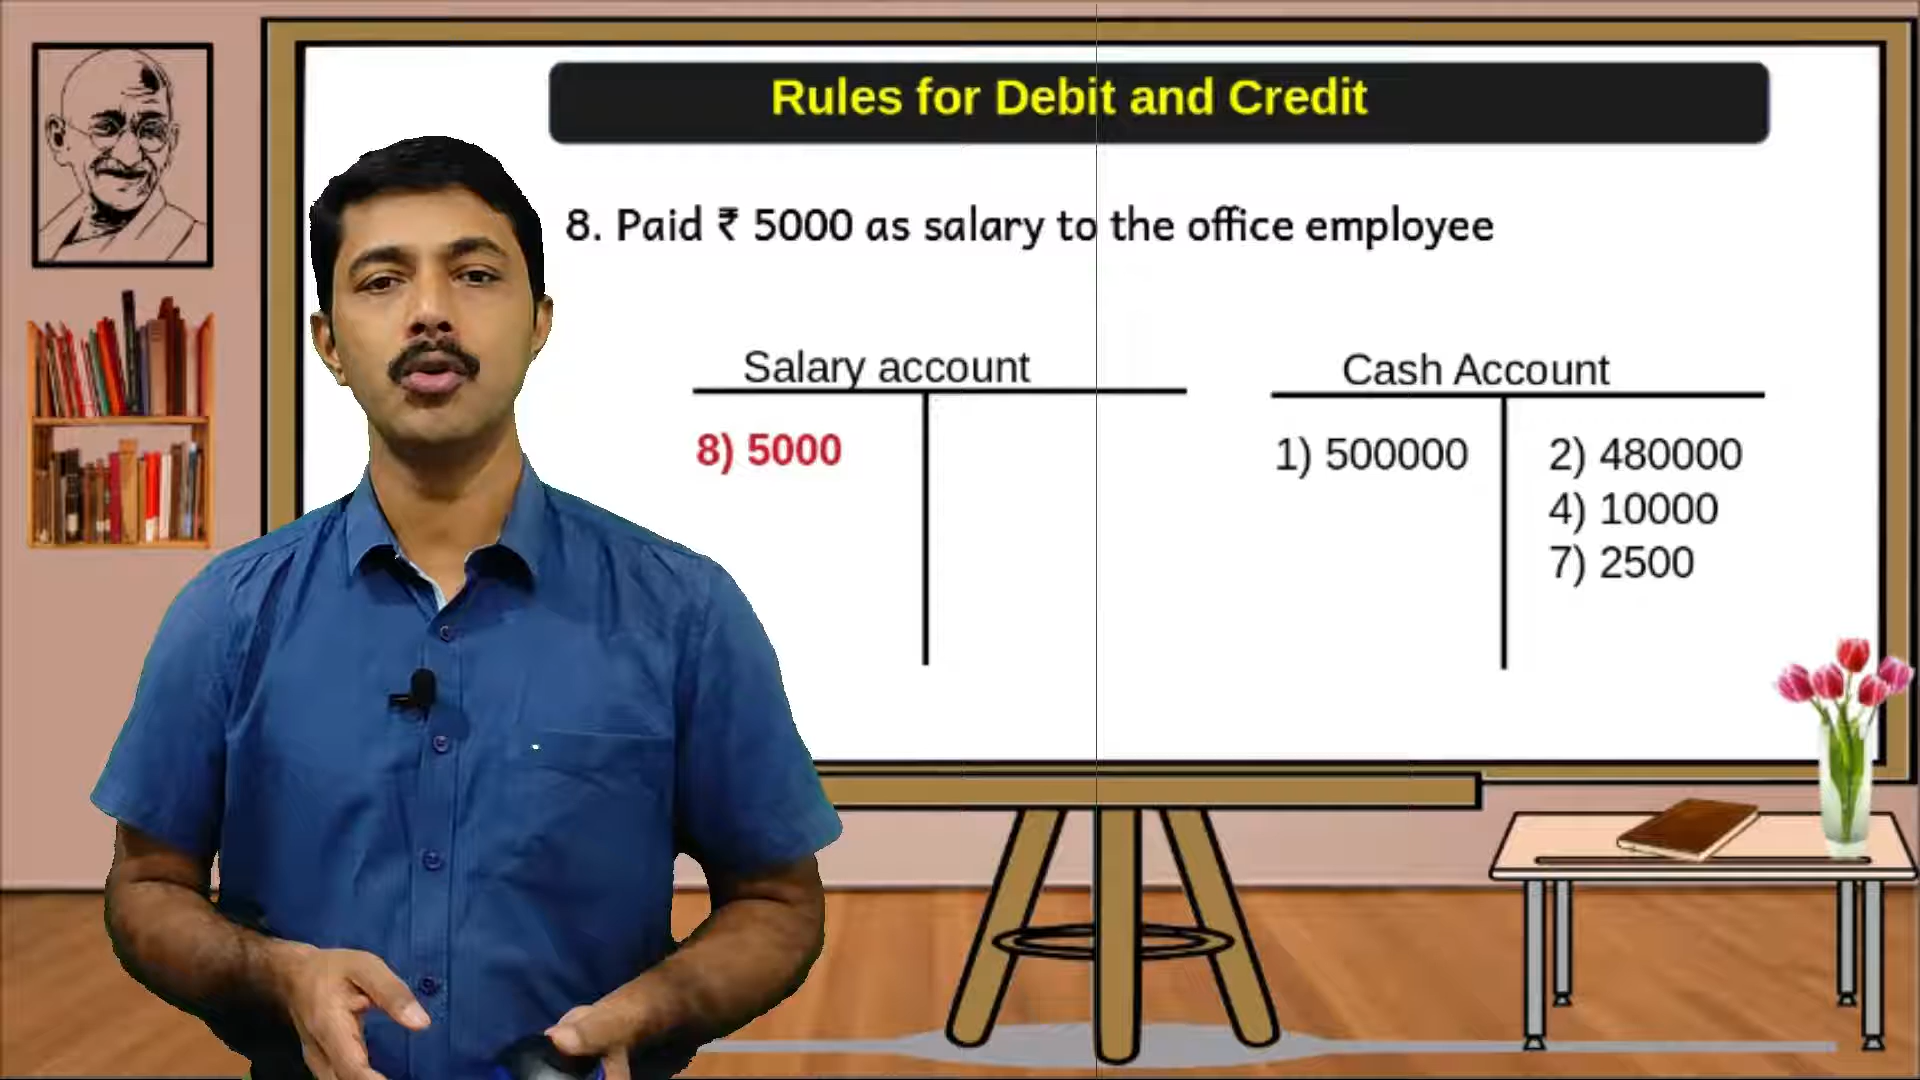 Rules for Debit and Credit
8. Paid ₹ 5000 as salary to the office employee
Salary account
8) 5000
Cash Account
1) 500000
2) 480000
4) 10000
7) 2500